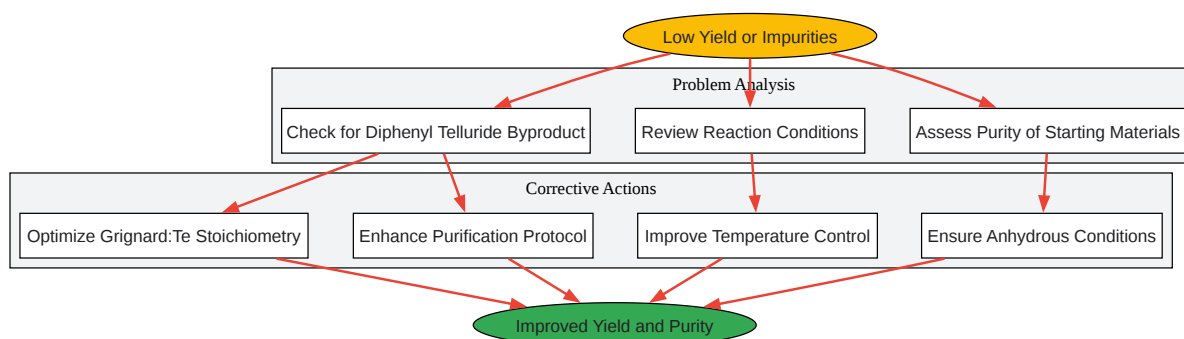 Low Yield or Impurities
Problem Analysis
Check for Diphenyl Telluride Byproduct
Review Reaction Conditions
Assess Purity of Starting Materials
Corrective Actions
Optimize Grignard:Te Stoichiometry
Enhance Purification Protocol
Improve Temperature Control
Ensure Anhydrous Conditions
Improved Yield and Purity